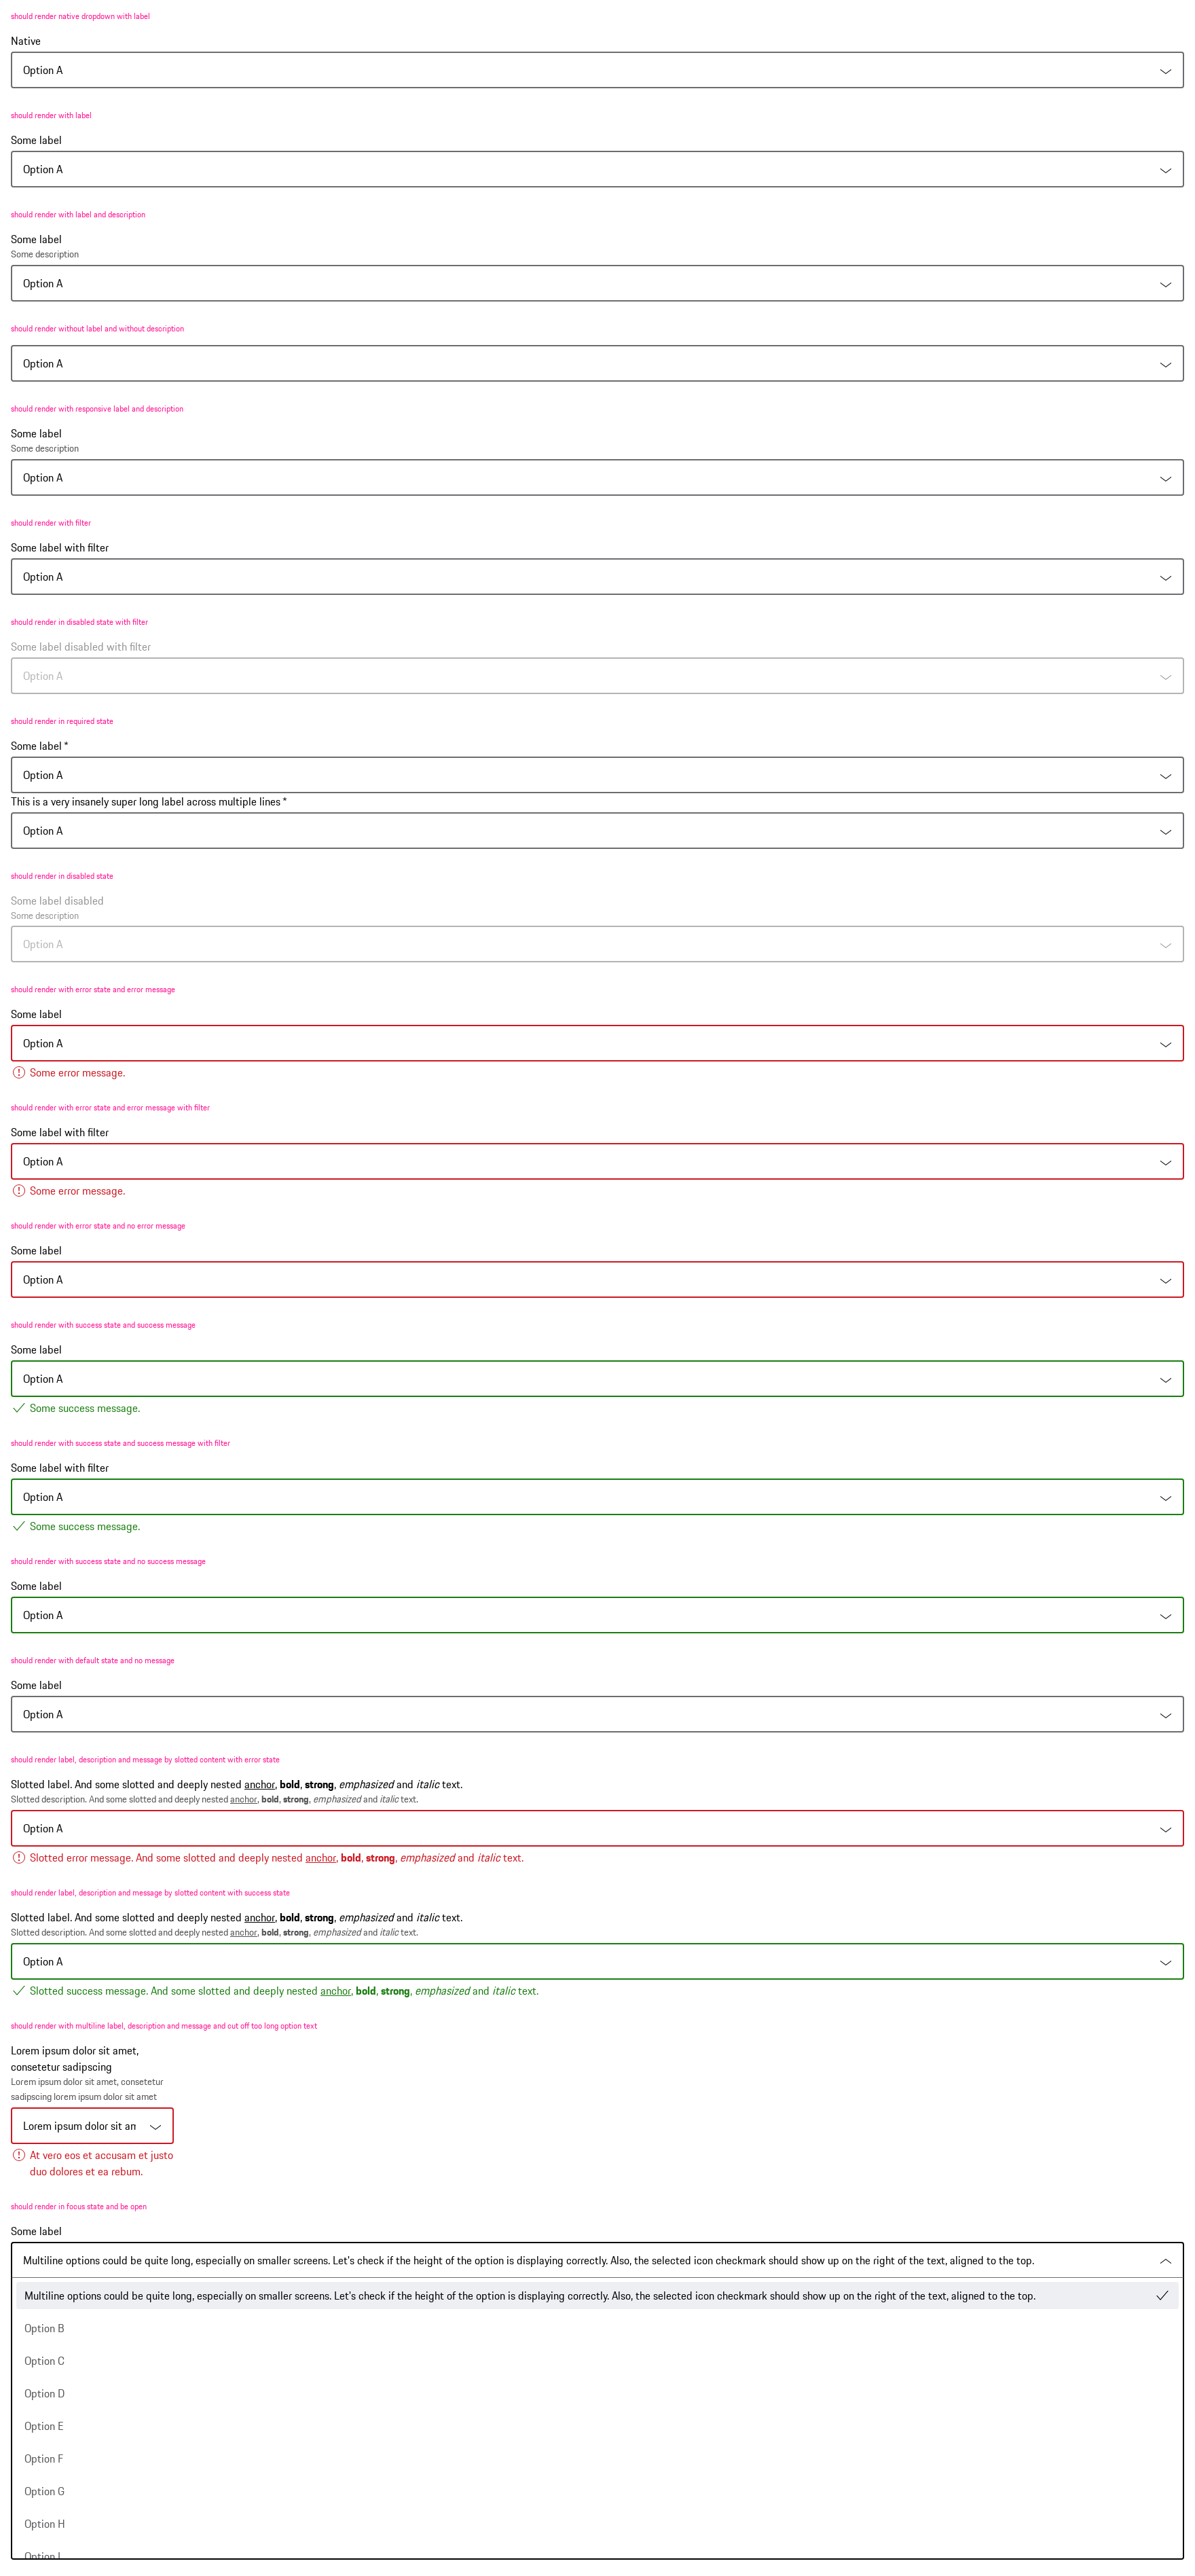 should render native dropdown with label
Native
Option A
should render with label
Some label
Option A
should render with label and description
Some label
Some description
Option A
should render without label and without description
Option A
should render with responsive label and description
Some label
Some description
Option A
should render with filter
Some label with filter
Option A
should render in disabled state with filter
Some label disabled with filter
Option A
should render in required state
Some label *
Option A
This is a very insanely super long label across multiple lines *
Option A
should render in disabled state
Some label disabled
Some description
Option A
should render with error state and error message
Some label
Option A
Some error message.
should render with error state and error message with filter
Some label with filter
Option A
Some error message.
should render with error state and no error message
Some label
Option A
should render with success state and success message
Some label
Option A
Some success message.
should render with success state and success message with filter
Some label with filter
Option A
Some success message.
should render with success state and no success message
Some label
Option A
should render with default state and no message
Some label
Option A
should render label, description and message by slotted content with error state
Slotted label. And some slotted and deeply nested anchor, bold, strong, emphasized and italic text.
Slotted description. And some slotted and deeply nested anchor, bold, strong, emphasized and italic text.
Option A
Slotted error message. And some slotted and deeply nested anchor, bold, strong, emphasized and italic text.
should render label, description and message by slotted content with success state
Slotted label. And some slotted and deeply nested anchor, bold, strong, emphasized and italic text.
Slotted description. And some slotted and deeply nested anchor, bold, strong, emphasized and italic text.
Option A
Slotted success message. And some slotted and deeply nested anchor, bold, strong, emphasized and italic text.
should render with multiline label, description and message and cut off too long option text
Lorem ipsum dolor sit amet,
consetetur sadipscing
Lorem ipsum dolor sit amet, consetetur
sadipscing lorem ipsum dolor sit amet
Lorem ipsum dolor sit am
At vero eos et accusam et justo
duo dolores et ea rebum.
should render in focus state and be open
Some label
Multiline options could be quite long, especially on smaller screens. Let's check if the height of the option is displaying correctly. Also, the selected icon checkmark should show up on the right of the text, aligned to the top.
Multiline options could be quite long, especially on smaller screens. Let's check if the height of the option is displaying correctly. Also, the selected icon checkmark should show up on the right of the text, aligned to the top.
Option B
Option C
Option D
Option E
Option F
Option G
Option H
Option I